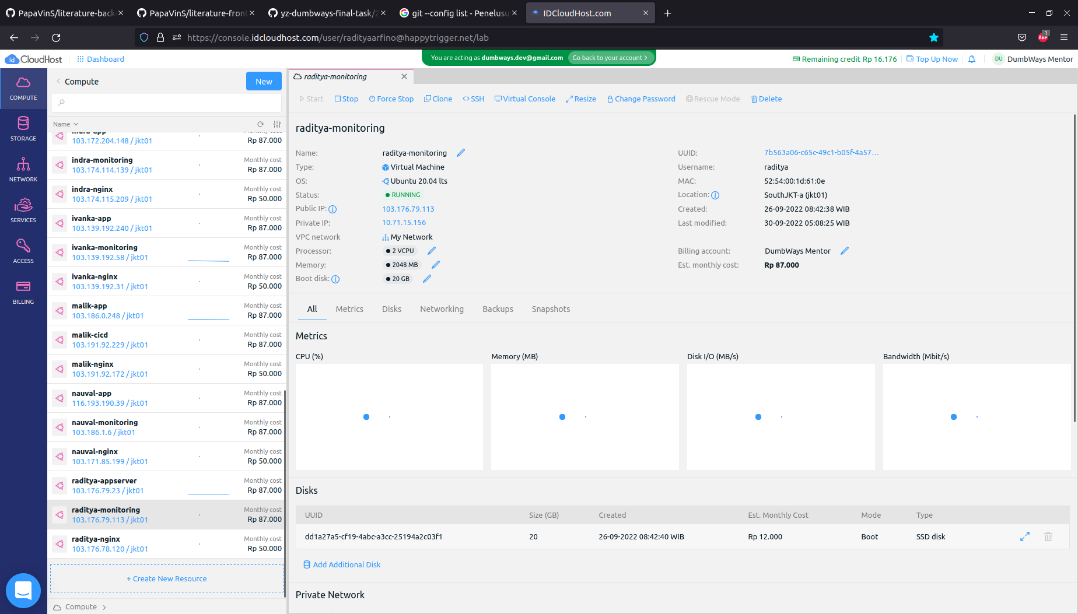 PapaVinS/literature-back
PapaVinS/literature-front
yz-dumbways-final-task/
git --config list - Penelusu
IDCloudHost.com
https://console.idcloudhost.com/user/radityaarfino@happytrigger.net/lab
CloudHost
Dashboard
You are acting as dumbways.dev@gmail.com
Go back to your account >
Remaining credit Rp 16.176
Top Up Now
DU
DumbWays Mentor
COMPUTE
STORAGE
NETWORK
SERVICES
ACCESS
BILLING
Compute
New
Name
103.172.204.148 / jkt01
Rp 87.000
indra-monitoring
Monthly cost
103.174.114.139 / jkt01
Rp 87.000
indra-nginx
Monthly cost
103.174.115.209 / jkt01
Rp 50.000
ivanka-app
Monthly cost
103.139.192.240 / jkt01
Rp 87.000
ivanka-monitoring
Monthly cost
103.139.192.58 / jkt01
Rp 87.000
ivanka-nginx
Monthly cost
103.139.192.31 / jkt01
Rp 50.000
malik-app
Monthly cost
103.186.0.248 / jkt01
Rp 87.000
malik-cicd
Monthly cost
103.191.92.229 / jkt01
Rp 87.000
malik-nginx
Monthly cost
103.191.92.172 / jkt01
Rp 50.000
nauval-app
Monthly cost
116.193.190.39 / jkt01
Rp 87.000
nauval-monitoring
Monthly cost
103.186.1.6 / jkt01
Rp 87.000
nauval-nginx
Monthly cost
103.171.85.199 / jkt01
Rp 50.000
raditya-appserver
Monthly cost
103.176.79.23 / jkt01
Rp 87.000
raditya-monitoring
Monthly cost
103.176.79.113 / jkt01
Rp 87.000
raditya-nginx
Monthly cost
103.176.78.120 / jkt01
Rp 50.000
+ Create New Resource
Compute
raditya-monitoring
Start
Stop
Force Stop
Clone
SSH
Virtual Console
Resize
Change Password
Rescue Mode
Delete
raditya-monitoring
Name: raditya-monitoring
Type: Virtual Machine
OS: Ubuntu 20.04 lts
Status: RUNNING
Public IP: 103.176.79.113
Private IP: 10.71.15.156
VPC network My Network
Processor: 2 VCPU
Memory: 2048 MB
Boot disk: 20 GB
UUID: 7b563a06-c65c-49c1-b05f-4a57...
Username: raditya
MAC: 52:54:00:1d:61:0e
Location: SouthJKT-a (jkt01)
Created: 26-09-2022 08:42:38 WIB
Last modified: 30-09-2022 05:08:25 WIB
Billing account: DumbWays Mentor
Est. monthly cost: Rp 87.000
All
Metrics
Disks
Networking
Backups
Snapshots
Metrics
CPU (%)
Memory (MB)
Disk I/O (MB/s)
Bandwidth (Mbit/s)
Disks
UUID
Size (GB)
Created
Est. Monthly Cost
Mode
Type
dd1a27a5-cf19-4abc-a3cc-25194a2c03f1
20
26-09-2022 08:42:40 WIB
Rp 12.000
Boot
SSD disk
Add Additional Disk
Private Network